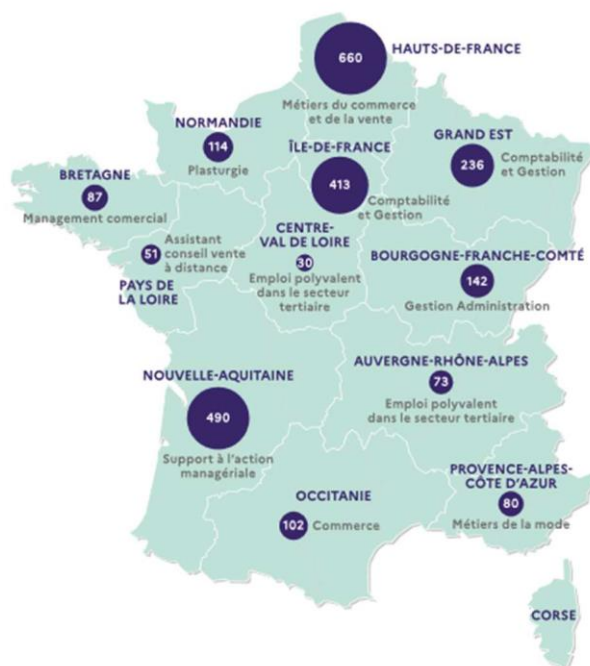 660
HAUTS-DE-FRANCE
Métiers du commerce
et de la vente
NORMANDIE
114
Plasturgie
ÎLE-DE-FRANCE
413
Comptabilité
et Gestion
GRAND EST
236
Comptabilité
et Gestion
BRETAGNE
87
Management comercial
51
Assistant
conseil vente
à distance
PAYS DE
LA LOIRE
CENTRE-
VAL DE LOIRE
30
Emploi polyvalent
dans le secteur
tertiaire
BOURGOGNE-FRANCHE-COMTÉ
142
Gestion Administration
NOUVELLE-AQUITAINE
490
Support à l'action
managériale
AUVERGNE-RHÔNE-ALPES
73
Emploi polyvalent
dans le secteur tertiaire
OCCITANIE
102 Commerce
PROVENCE-ALPES-
CÔTE D'AZUR
80
Métiers de la mode
CORSE